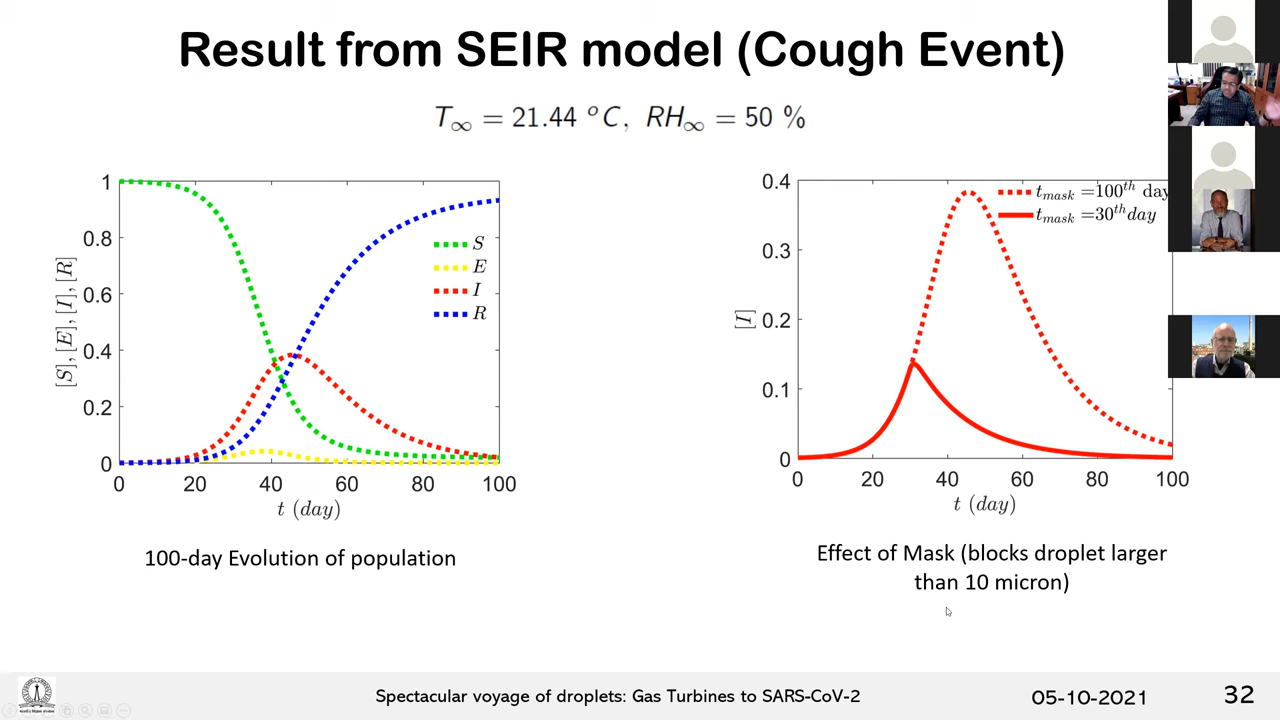 Result from SEIR model (Cough Event)
T∞ = 21.44 °C, RH∞ = 50 %
1
0.8
0.6
0.4
0.2
0
[S], [E], [I], [R]
S
E
I
R
0 20 40 60 80 100
t (day)
100-day Evolution of population
0.4
0.3
0.2
0.1
0
[I]
t_mask =100th day
t_mask =30th day
0 20 40 60 80 100
t (day)
Effect of Mask (blocks droplet larger
than 10 micron)
Spectacular voyage of droplets: Gas Turbines to SARS-CoV-2
05-10-2021
32